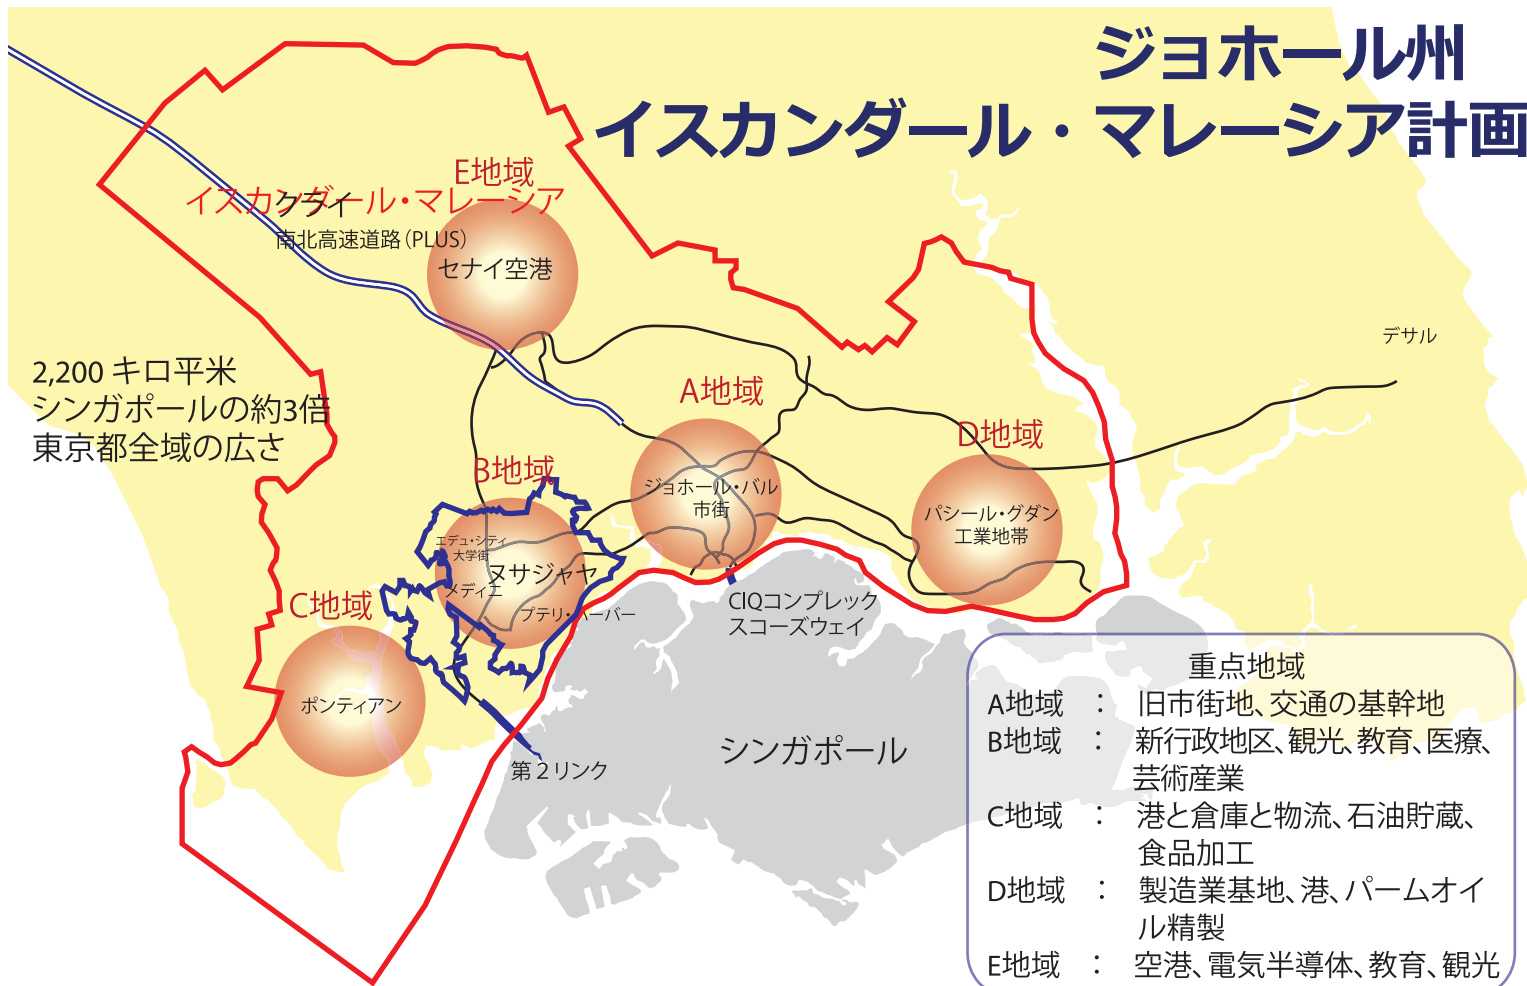 ジョホール州
イスカンダール・マレーシア計画
E地域
イスカンダール・マレーシア
クライ
南北高速道路（PLUS）
セナイ空港
デサル
2,200 キロ平米
シンガポールの約3倍
東京都全域の広さ
A地域
D地域
B地域
ジョホール・バル
市街
パシール・グダン
工業地帯
エデュ・シティ
大学街
ヌサジャヤ
メディニ
プテリ・ハーバー
C地域
CIQコンプレック
スコーズウェイ
ポンティアン
シンガポール
第２リンク
重点地域
A地域 ： 旧市街地、交通の基幹地
B地域 ： 新行政地区、観光、教育、医療、
芸術産業
C地域 ： 港と倉庫と物流、石油貯蔵、
食品加工
D地域 ： 製造業基地、港、パームオイ
ル精製
E地域 ： 空港、電気半導体、教育、観光